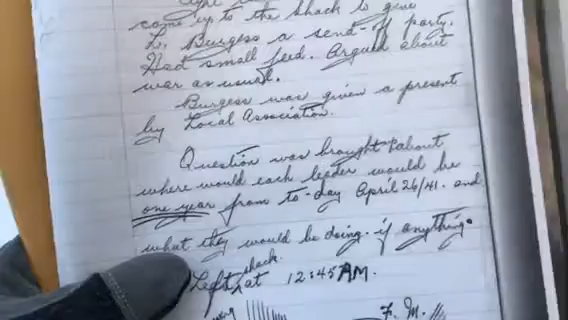 come up to the shack to give
L. Burgess a send-off party.
Had small feed. Argued about
war as usual.
Burgess was given a present
by Local Association.
Question was brought about
where would each leader would be
one year from to-day April 26/41. and
what they would be doing. if anything.
Left shack at 12:45 AM.
F. M.